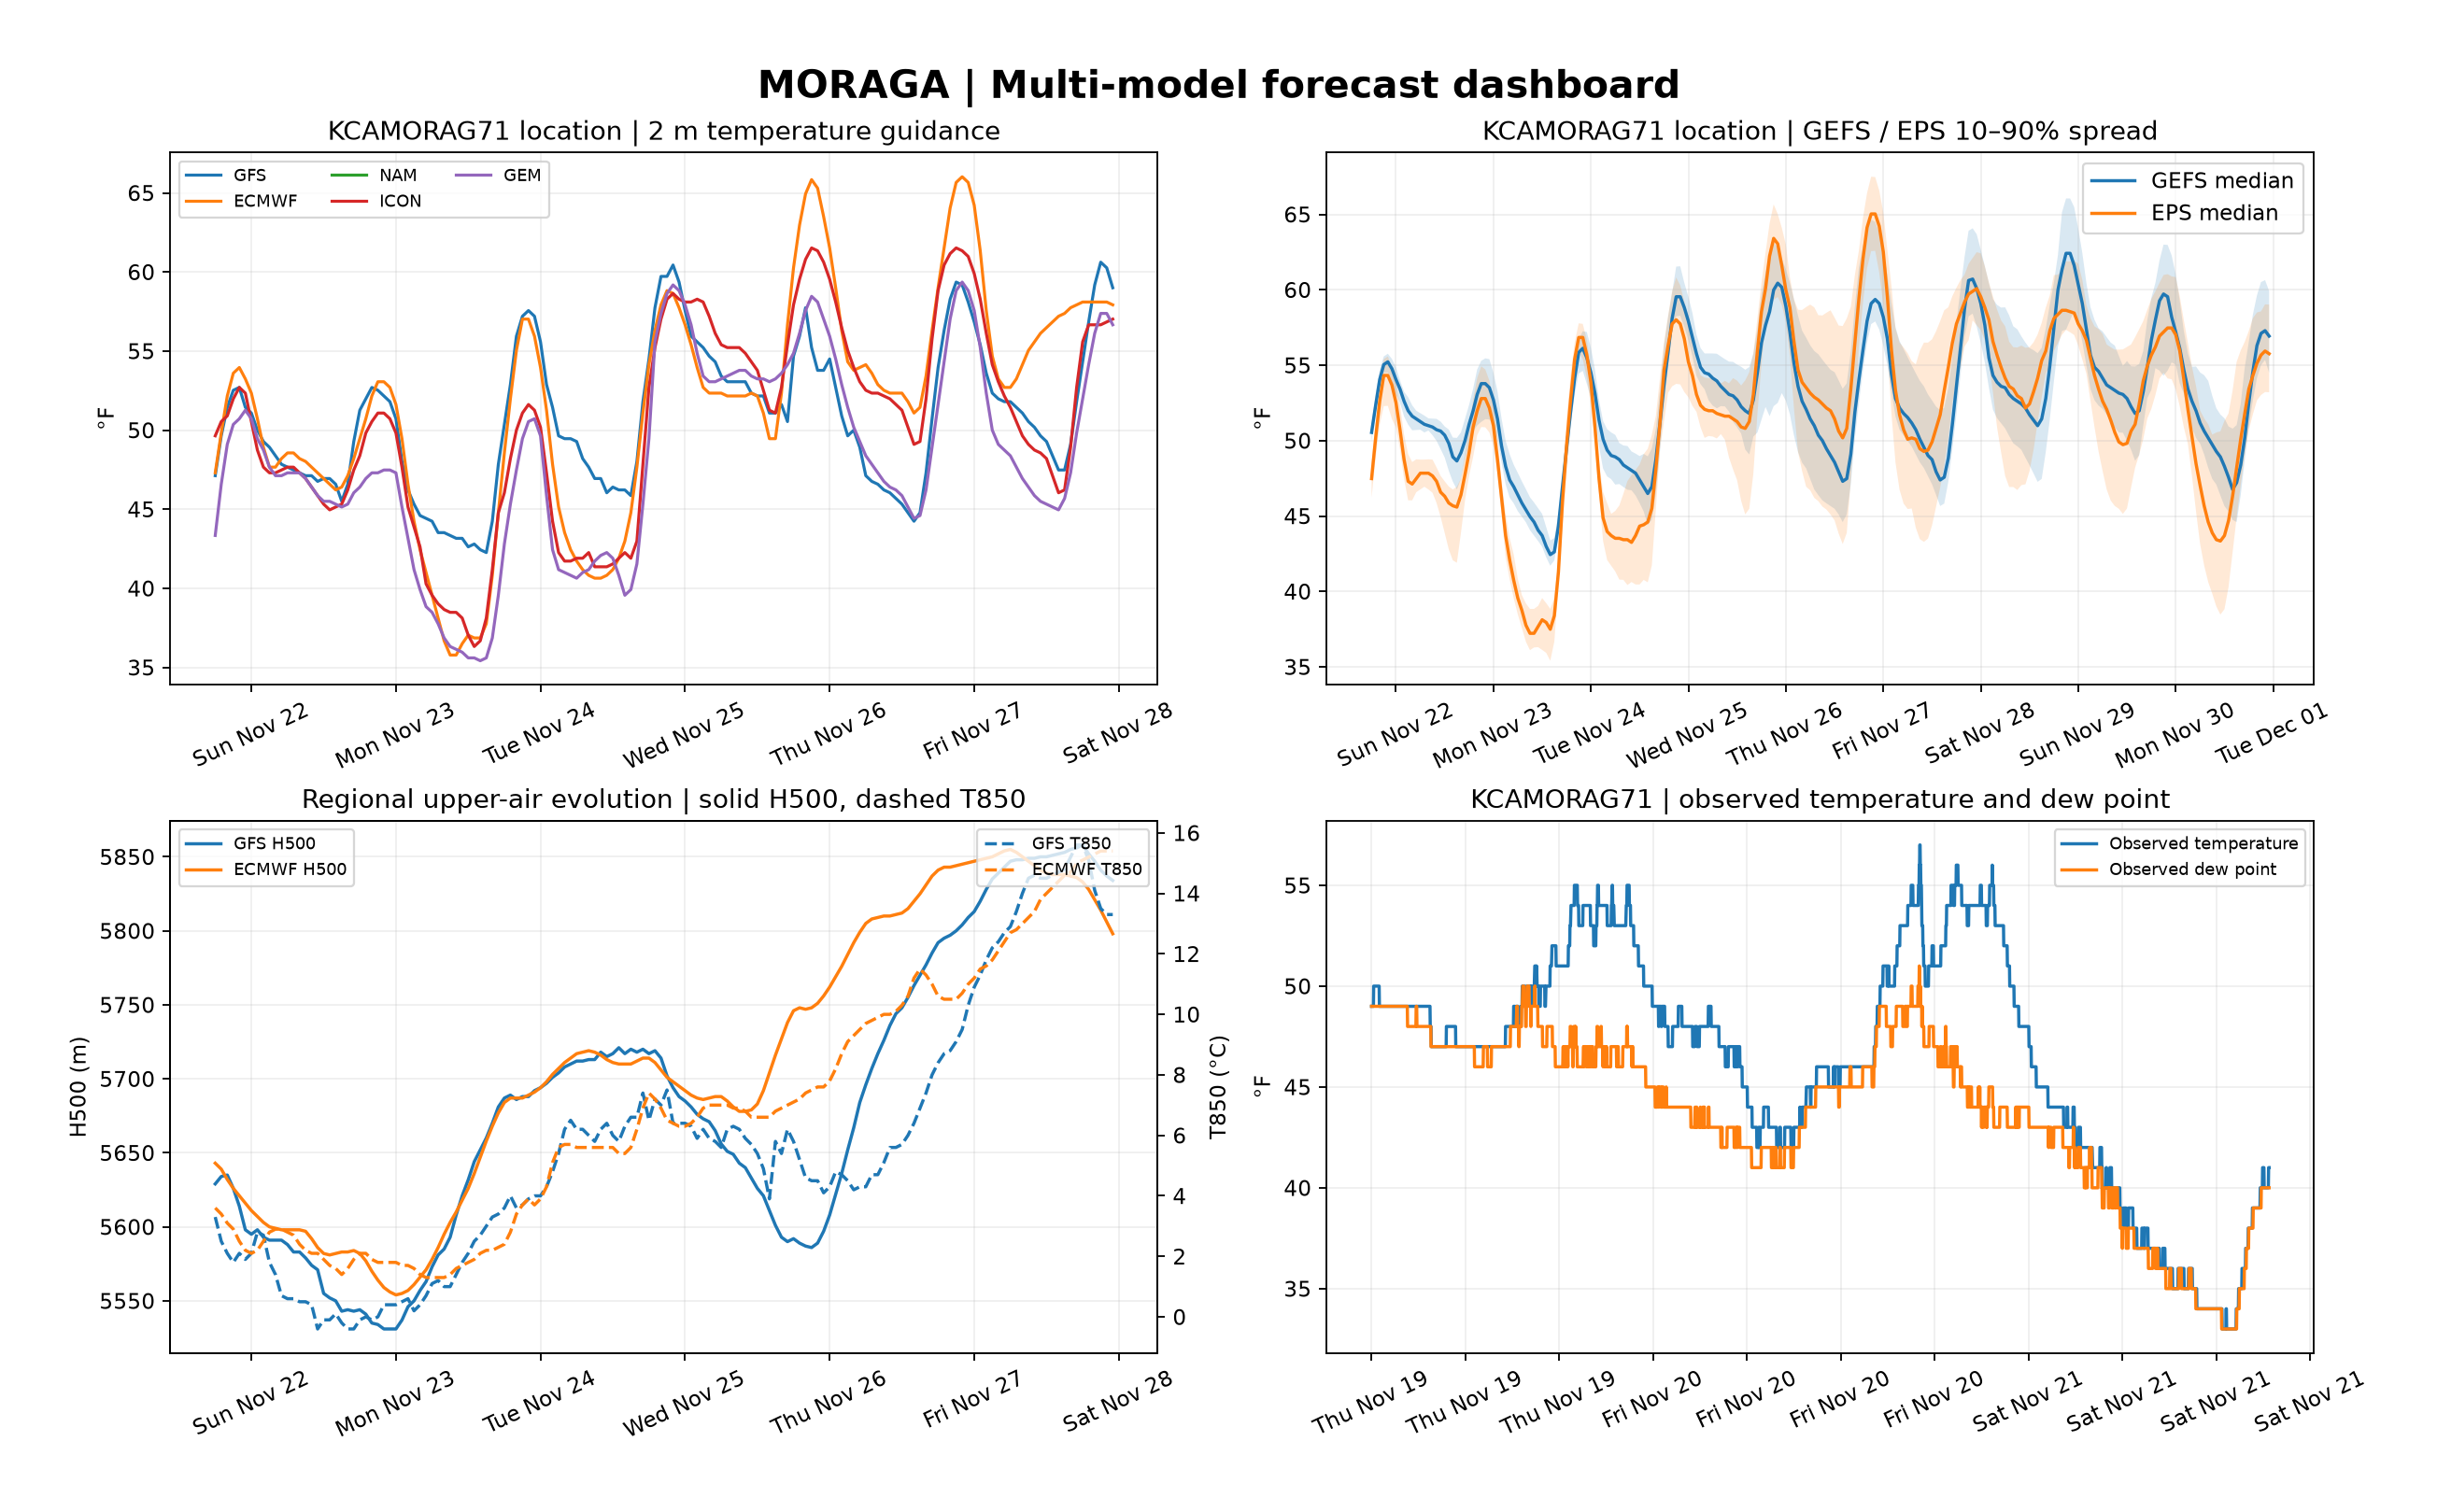 MORAGA | Multi-model forecast dashboard
KCAMORAG71 location | 2 m temperature guidance
GFS NAM GEM
ECMWF ICON
°F
65
60
55
50
45
40
35
Sun Nov 22 Mon Nov 23 Tue Nov 24 Wed Nov 25 Thu Nov 26 Fri Nov 27 Sat Nov 28
KCAMORAG71 location | GEFS / EPS 10–90% spread
GEFS median
EPS median
°F
65
60
55
50
45
40
35
Sun Nov 22 Mon Nov 23 Tue Nov 24 Wed Nov 25 Thu Nov 26 Fri Nov 27 Sat Nov 28 Sun Nov 29 Mon Nov 30 Tue Dec 01
Regional upper-air evolution | solid H500, dashed T850
GFS H500
ECMWF H500
GFS T850
ECMWF T850
H500 (m)
5850
5800
5750
5700
5650
5600
5550
T850 (°C)
16
14
12
10
8
6
4
2
0
Sun Nov 22 Mon Nov 23 Tue Nov 24 Wed Nov 25 Thu Nov 26 Fri Nov 27 Sat Nov 28
KCAMORAG71 | observed temperature and dew point
Observed temperature
Observed dew point
°F
55
50
45
40
35
Thu Nov 19 Thu Nov 19 Thu Nov 19 Fri Nov 20 Fri Nov 20 Fri Nov 20 Fri Nov 20 Sat Nov 21 Sat Nov 21 Sat Nov 21 Sat Nov 21